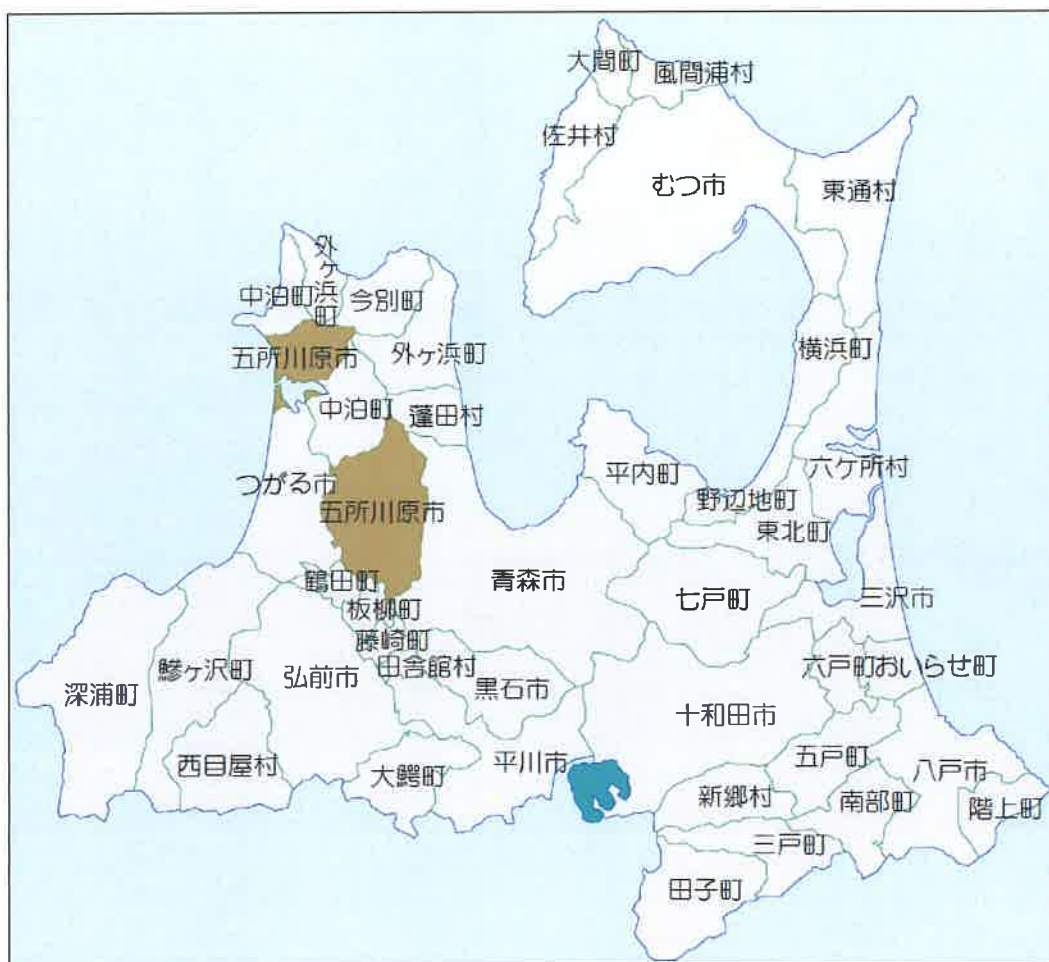 大間町
風間浦村
佐井村
むつ市
東通村
外ヶ浜町
中泊町
今別町
五所川原市
外ヶ浜町
横浜町
中泊町
蓬田村
つがる市
五所川原市
平内町
野辺地町
六ケ所村
東北町
鶴田町
青森市
七戸町
三沢市
板柳町
藤崎町
田舎館村
鰺ヶ沢町
弘前市
深浦町
黒石市
六戸町
おいらせ町
十和田市
西目屋村
大鰐町
平川市
五戸町
八戸市
新郷村
南部町
階上町
三戸町
田子町